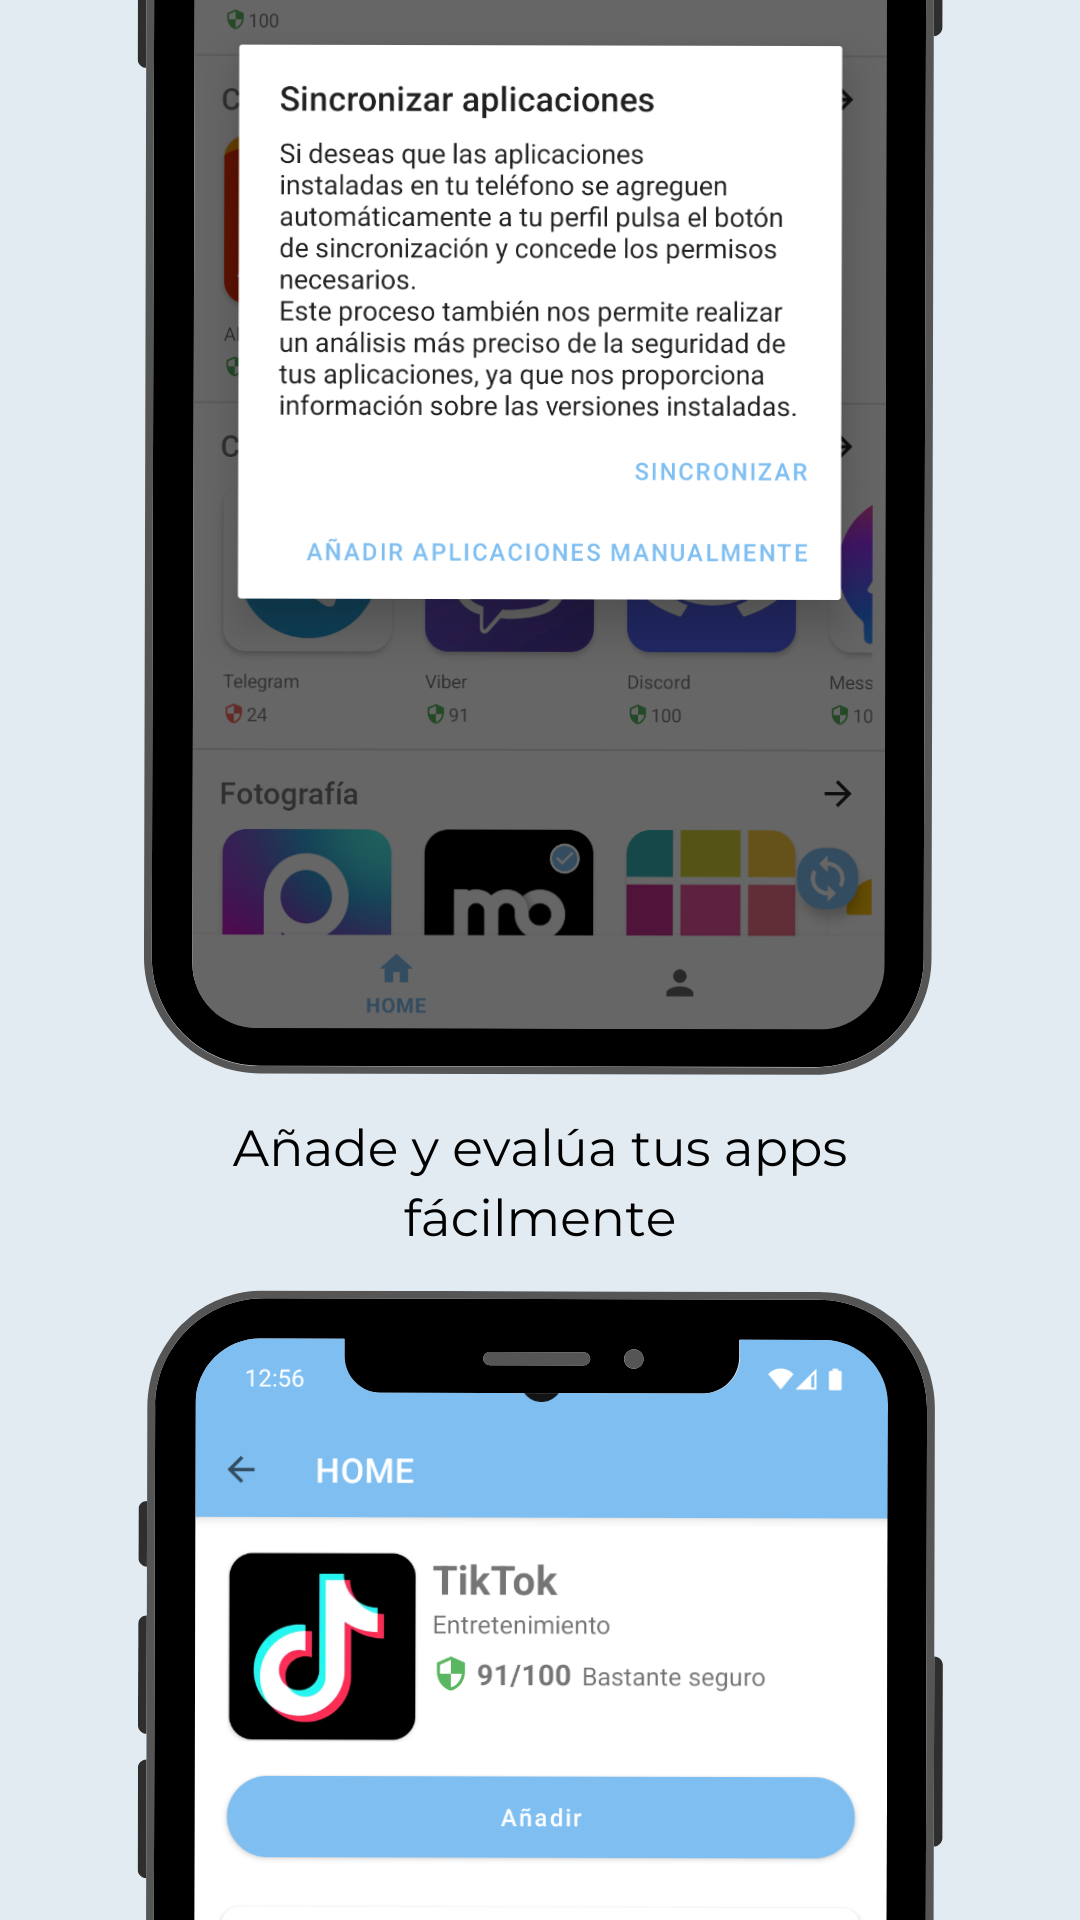 100
Sincronizar aplicaciones
Si deseas que las aplicaciones
instaladas en tu teléfono se agreguen
automáticamente a tu perfil pulsa el botón
de sincronización y concede los permisos
necesarios.
Este proceso también nos permite realizar
un análisis más preciso de la seguridad de
tus aplicaciones, ya que nos proporciona
información sobre las versiones instaladas.
SINCRONIZAR
AÑADIR APLICACIONES MANUALMENTE
Telegram
Viber
Discord
Mess
24
91
100
10
Fotografía
mo
HOME
Añade y evalúa tus apps
fácilmente
12:56
HOME
TikTok
Entretenimiento
91/100 Bastante seguro
Añadir